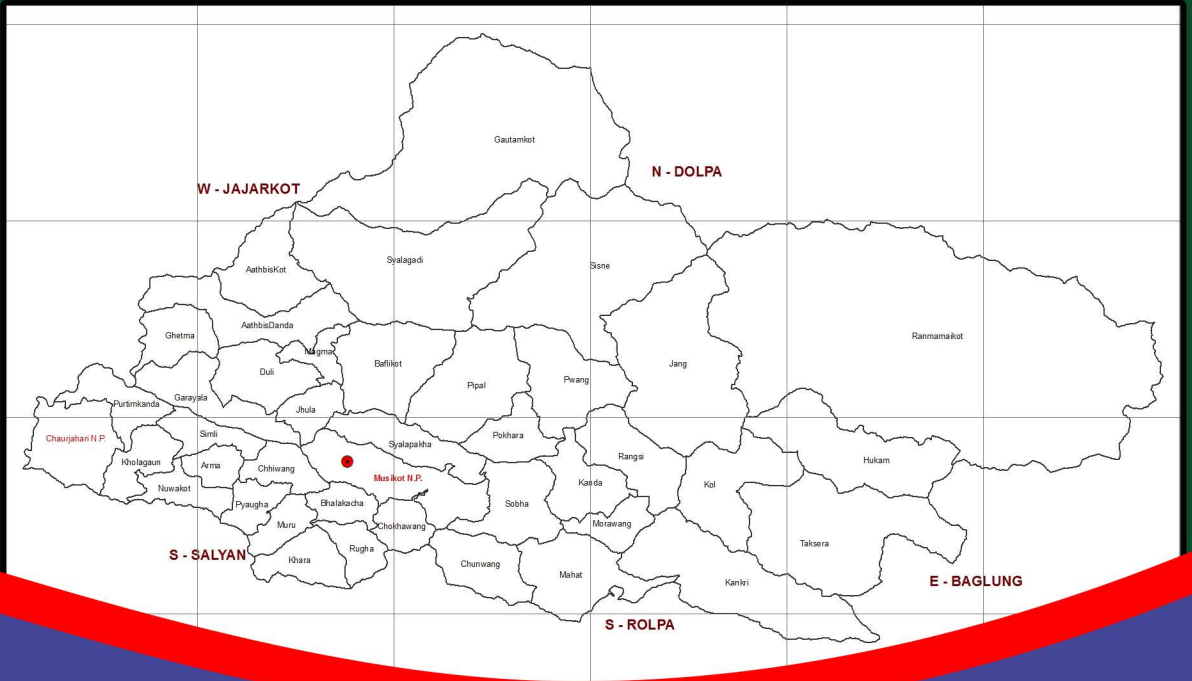 Gautamkot
N - DOLPA
W - JAJARKOT
Syalagadi
Sisne
AathbisKot
AathbisDanda
Ghetma
Magma
Ranmamaikot
Baflikot
Jang
Duli
Pipal
Pwang
Garayala
Purtimkanda
Jhula
Simli
Pokhara
Chaurjahari N.P.
Syalapakha
Rangsi
Kholagaun
Arma
Chhiwang
Hukam
Musikot N.P.
Kanda
Kol
Nuwakot
Pyaugha
Bhalakacha
Sobha
Muru
Chokhawang
Morawang
Taksera
S - SALYAN
Khara
Rugha
Chunwang
Mahat
Kankri
E - BAGLUNG
S - ROLPA